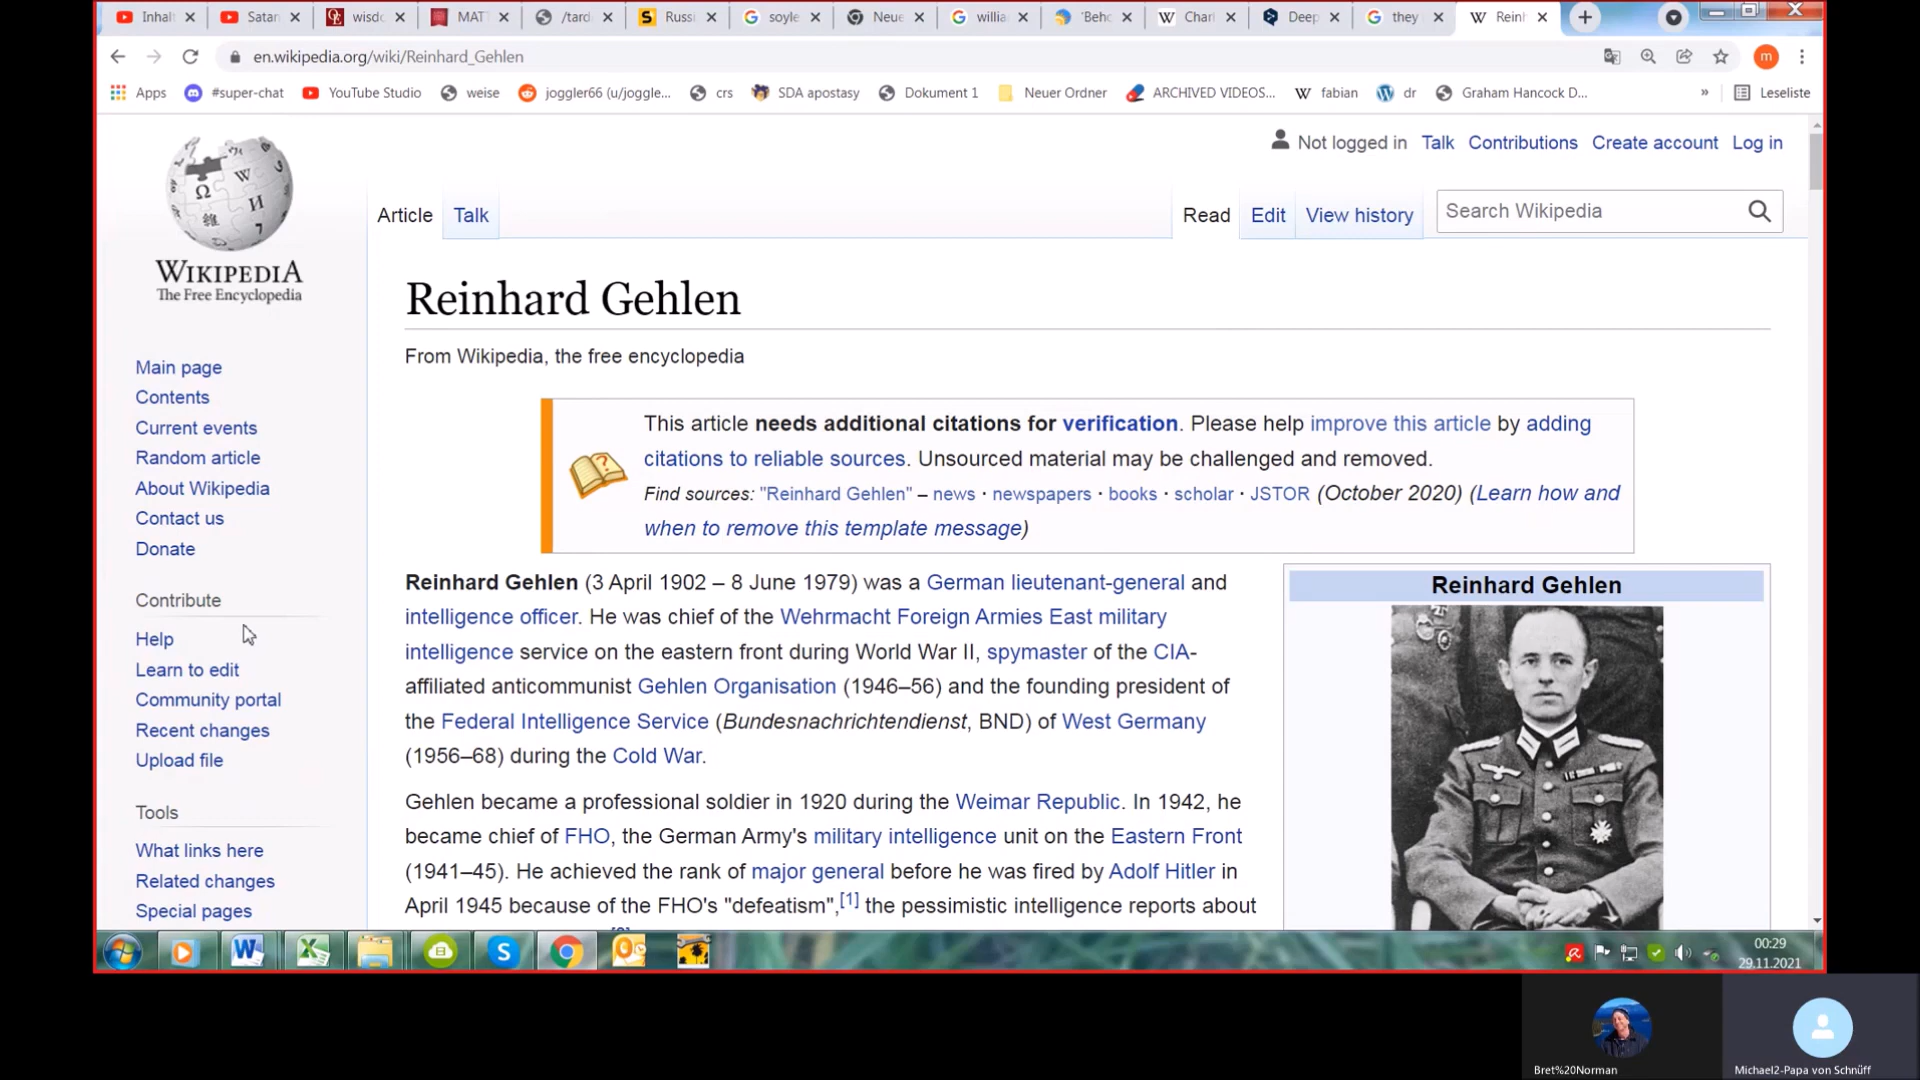 Inhalt
Satan
wisdo
MAT
/tard
Russi
soyle
Neue
willia
'Beho
Charl
Deep
they
Reinh
en.wikipedia.org/wiki/Reinhard_Gehlen
m
Apps
#super-chat
YouTube Studio
weise
joggler66 (u/joggle...
crs
SDA apostasy
Dokument 1
Neuer Ordner
ARCHIVED VIDEOS...
fabian
dr
Graham Hancock D...
»
Leseliste
WIKIPEDIA
The Free Encyclopedia
Not logged in Talk Contributions Create account Log in
Article Talk
Read Edit View history
Search Wikipedia
Main page
Contents
Current events
Random article
About Wikipedia
Contact us
Donate
Contribute
Help
Learn to edit
Community portal
Recent changes
Upload file
Tools
What links here
Related changes
Special pages
Reinhard Gehlen
From Wikipedia, the free encyclopedia
This article needs additional citations for verification. Please help improve this article by adding
citations to reliable sources. Unsourced material may be challenged and removed.
Find sources: "Reinhard Gehlen" – news · newspapers · books · scholar · JSTOR (October 2020) (Learn how and
when to remove this template message)
Reinhard Gehlen (3 April 1902 – 8 June 1979) was a German lieutenant-general and
intelligence officer. He was chief of the Wehrmacht Foreign Armies East military
intelligence service on the eastern front during World War II, spymaster of the CIA-
affiliated anticommunist Gehlen Organisation (1946–56) and the founding president of
the Federal Intelligence Service (Bundesnachrichtendienst, BND) of West Germany
(1956–68) during the Cold War.
Gehlen became a professional soldier in 1920 during the Weimar Republic. In 1942, he
became chief of FHO, the German Army's military intelligence unit on the Eastern Front
(1941–45). He achieved the rank of major general before he was fired by Adolf Hitler in
April 1945 because of the FHO's "defeatism",[1] the pessimistic intelligence reports about
Reinhard Gehlen
00:29
29.11.2021
Bret%20Norman
Michael2-Papa von Schnüff